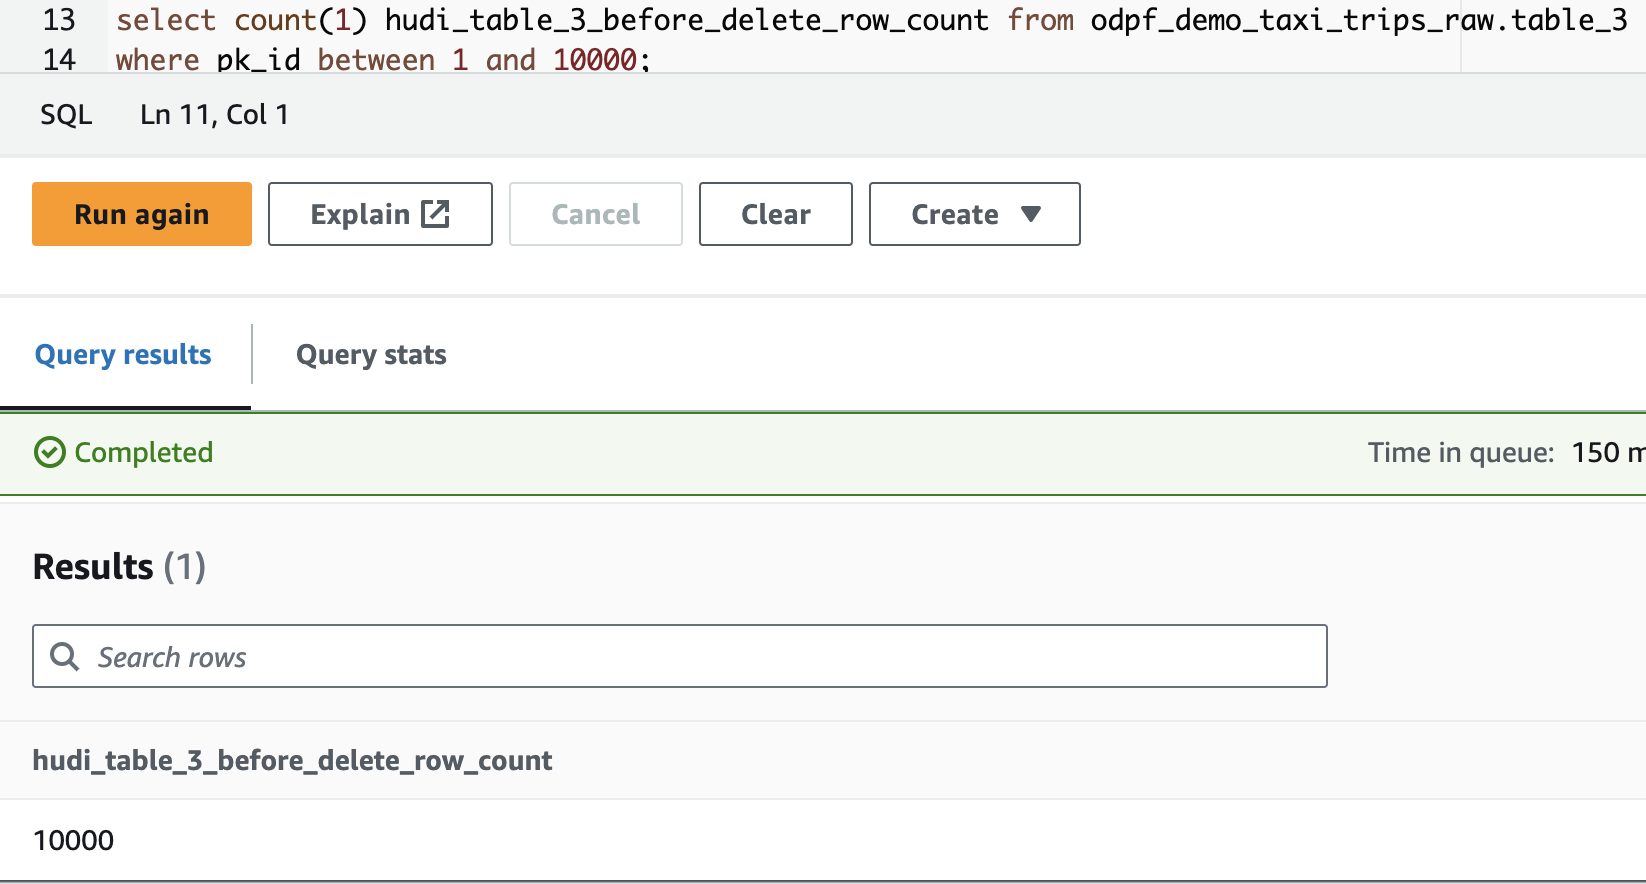 13 select count(1) hudi_table_3_before_delete_row_count from odpf_demo_taxi_trips_raw.table_3
14 where pk_id between 1 and 10000;
SQL Ln 11, Col 1
Run again Explain Cancel Clear Create
Query results Query stats
Completed Time in queue: 150 m
Results (1)
Search rows
hudi_table_3_before_delete_row_count
10000